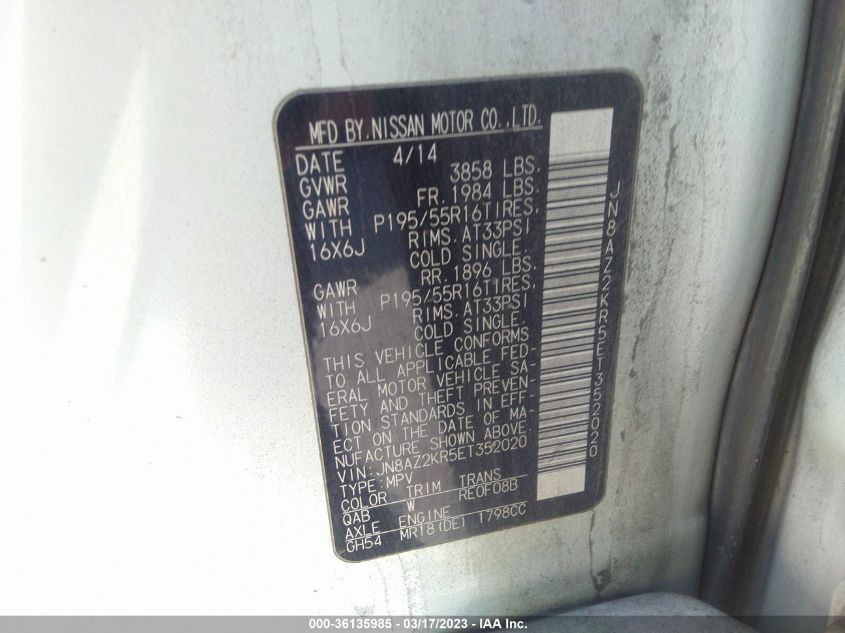 MFD BY.NISSAN MOTOR CO.,LTD.
DATE 4/14
GVWR 3858 LBS.
GAWR FR. 1984 LBS.
WITH P195/55R16TIRES,
16X6J RIMS. AT33PSI
COLD SINGLE.
GAWR RR. 1896 LBS.
WITH P195/55R16TIRES,
16X6J RIMS. AT33PSI
COLD SINGLE.
THIS VEHICLE CONFORMS
TO ALL APPLICABLE FED-
ERAL MOTOR VEHICLE SA-
FETY AND THEFT PREVEN-
TION STANDARDS IN EFF-
ECT ON THE DATE OF MA-
NUFACTURE SHOWN ABOVE.
VIN:JN8AZ2KR5ET352020
TYPE:MPV
COLOR TRIM TRANS
QAB W RE0F08B
AXLE ENGINE
GH54 MR18(DE) 1798CC
JN8AZ2KR5ET352020
000-36135985 - 03/17/2023 - IAA Inc.